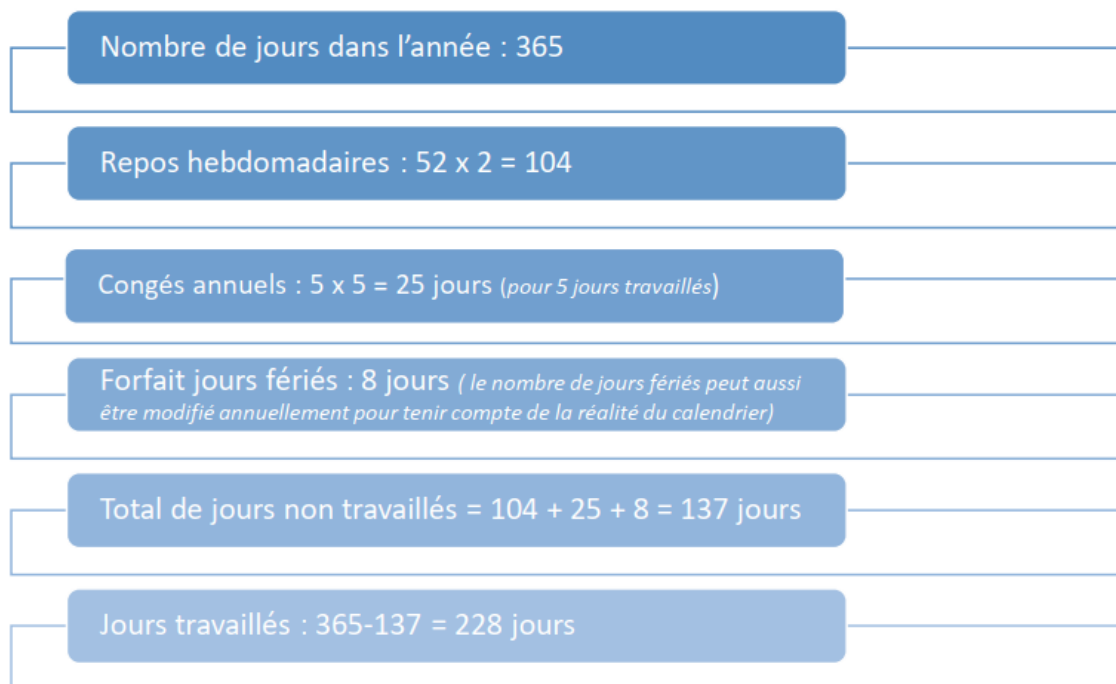 Nombre de jours dans l’année : 365
Repos hebdomadaires : 52 x 2 = 104
Congés annuels : 5 x 5 = 25 jours (pour 5 jours travaillés)
Forfait jours fériés : 8 jours ( le nombre de jours fériés peut aussi
être modifié annuellement pour tenir compte de la réalité du calendrier)
Total de jours non travaillés = 104 + 25 + 8 = 137 jours
Jours travaillés : 365-137 = 228 jours